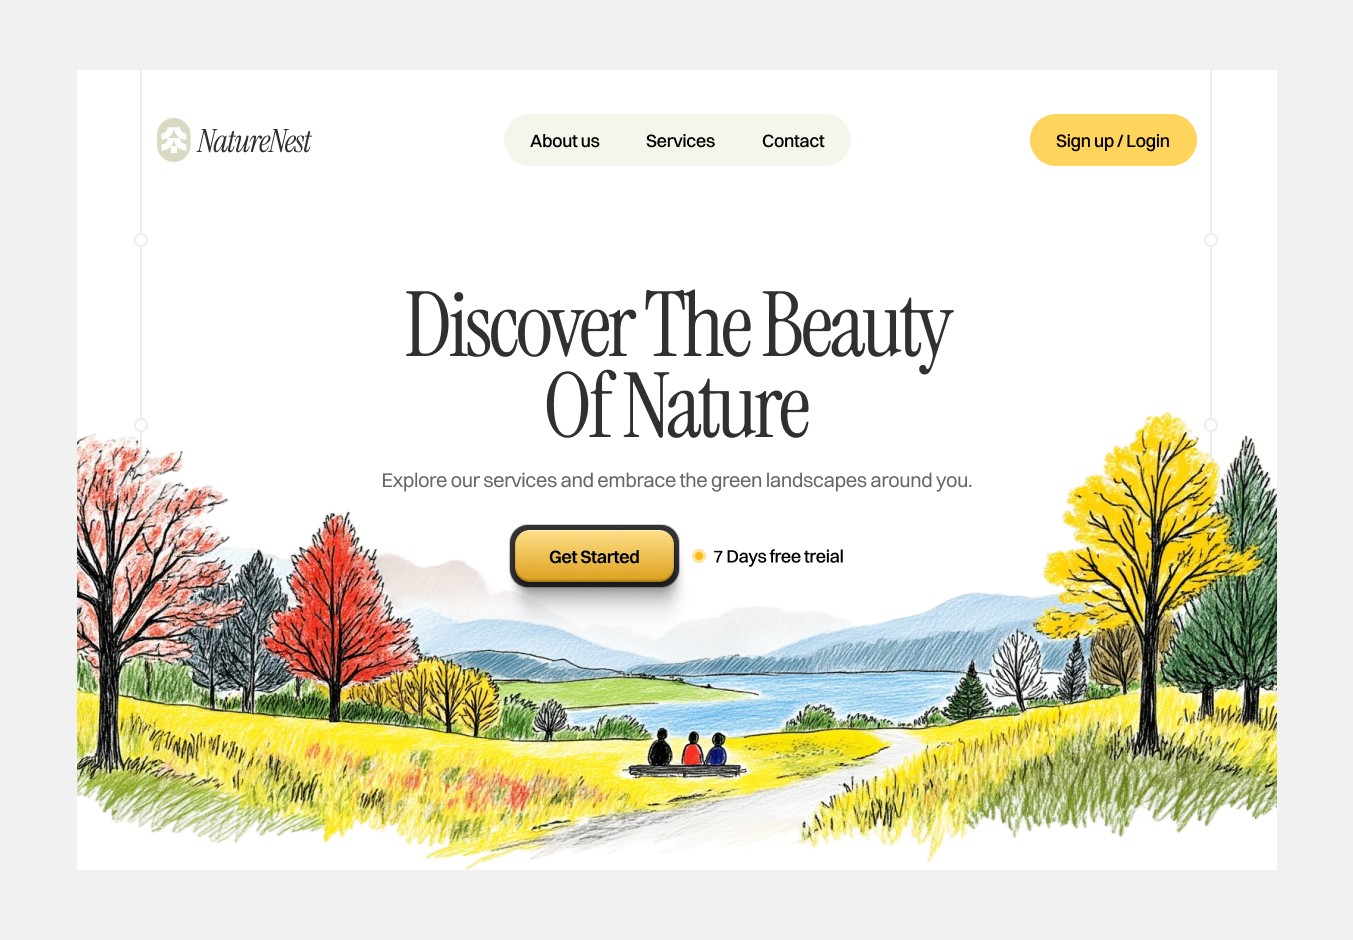 NatureNest
About us
Services
Contact
Sign up / Login
Discover The Beauty
Of Nature
Explore our services and embrace the green landscapes around you.
Get Started
7 Days free treial